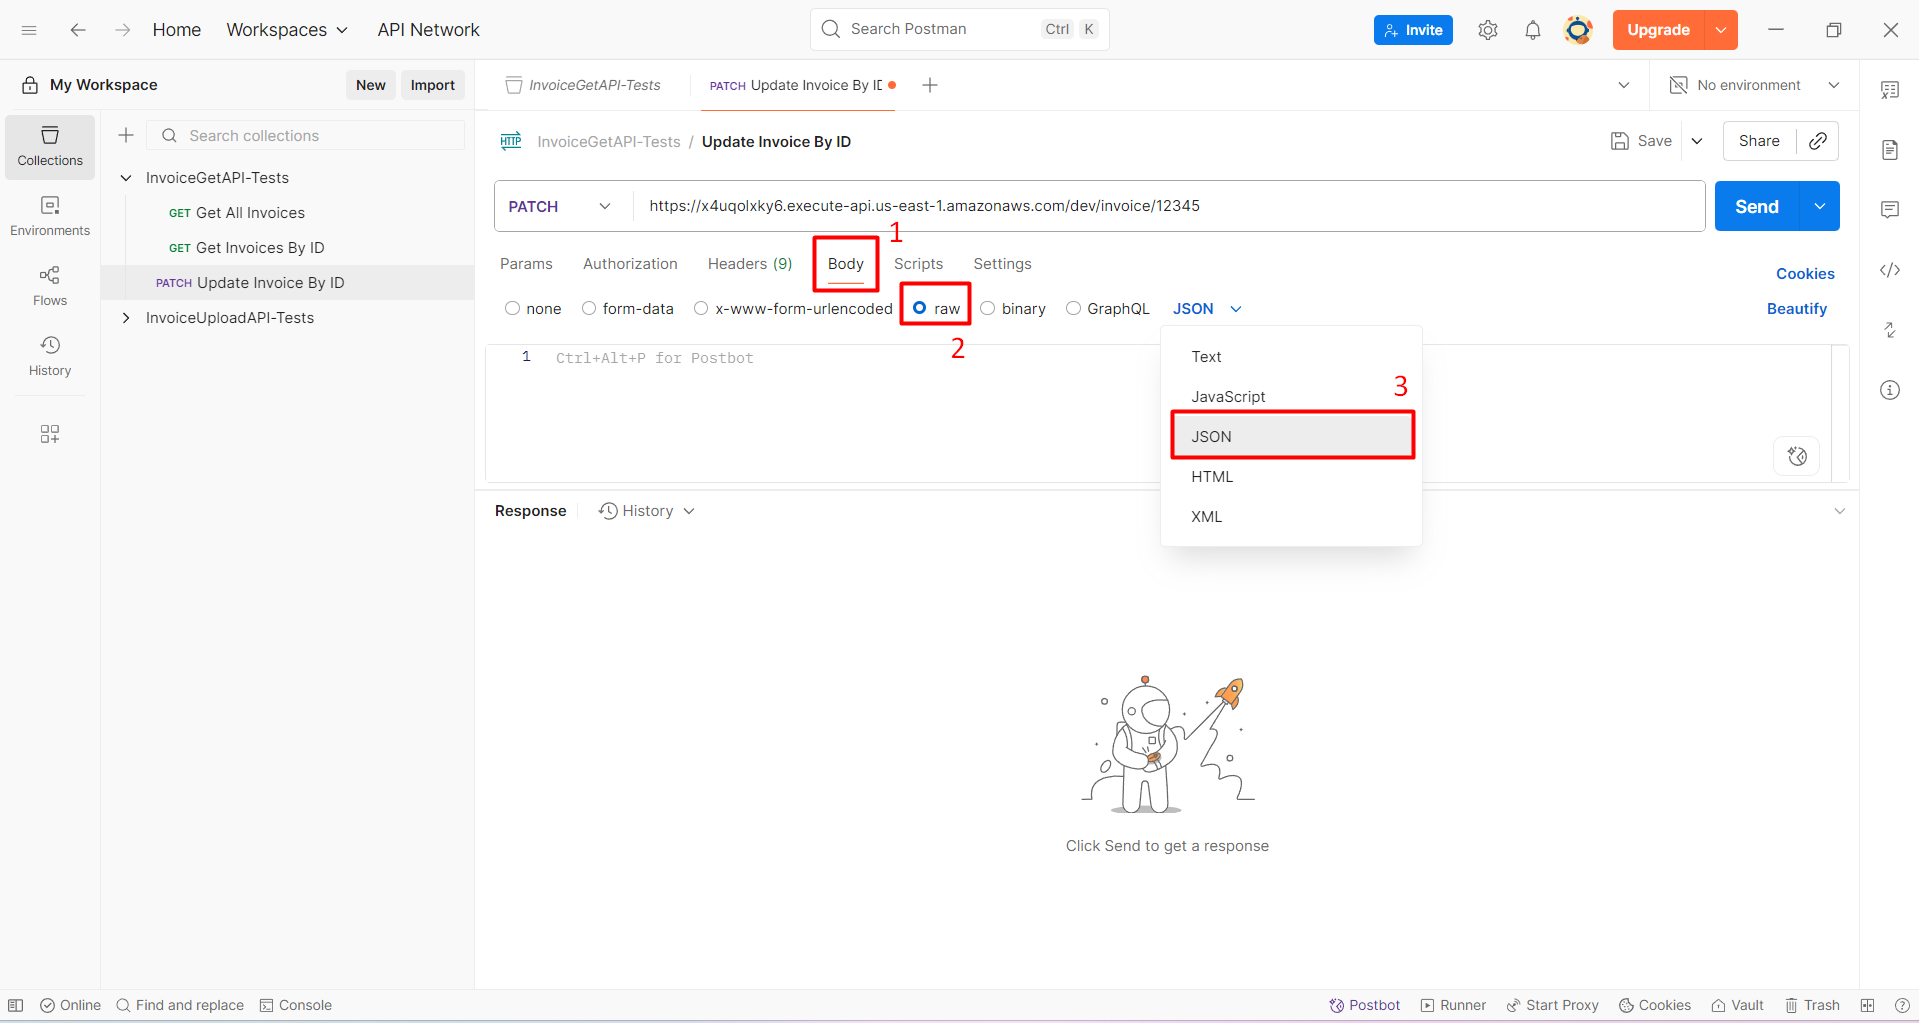 Home Workspaces API Network Search Postman Ctrl K Invite Upgrade
My Workspace New Import InvoiceGetAPI-Tests PATCH Update Invoice By ID No environment
Collections
Environments
Flows
History
Search collections
InvoiceGetAPI-Tests
GET Get All Invoices
GET Get Invoices By ID
PATCH Update Invoice By ID
InvoiceUploadAPI-Tests
HTTP InvoiceGetAPI-Tests / Update Invoice By ID Save Share
PATCH https://x4uqolxky6.execute-api.us-east-1.amazonaws.com/dev/invoice/12345 Send
1
Params Authorization Headers (9) Body Scripts Settings Cookies
none form-data x-www-form-urlencoded raw binary GraphQL JSON Beautify
2
1 Ctrl+Alt+P for Postbot
Text
JavaScript
3
JSON
HTML
XML
Response History
Click Send to get a response
Online Find and replace Console Postbot Runner Start Proxy Cookies Vault Trash